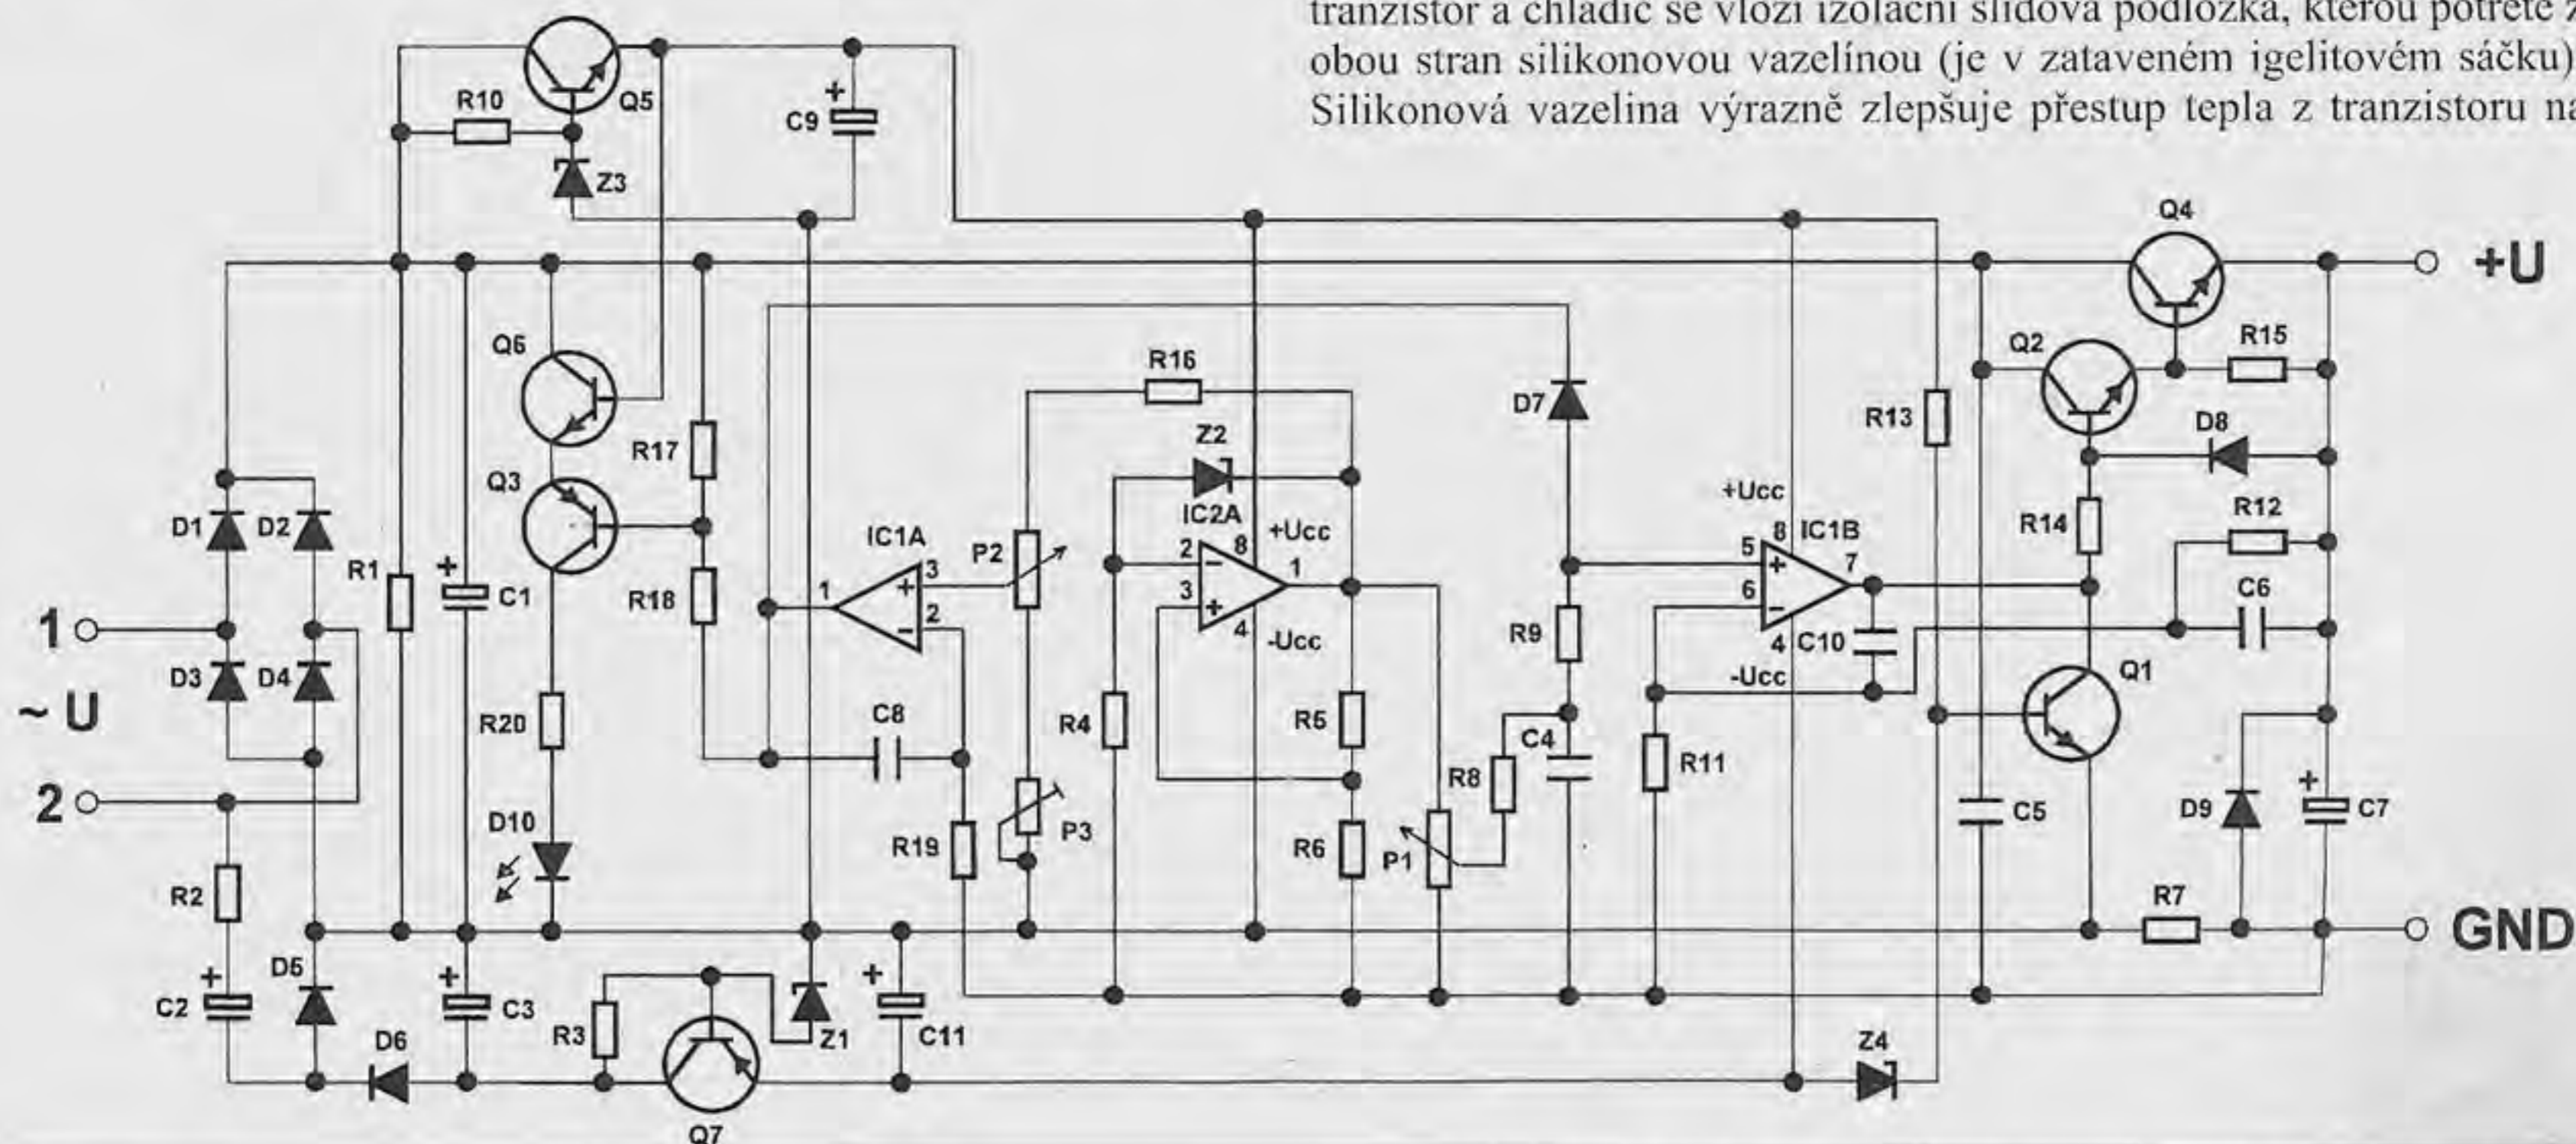 tranzistor a chladič se vloží izolační slídová podložka, kterou potřete z
obou stran silikonovou vazelínou (je v zataveném igelitovém sáčku)
Silikonová vazelina výrazně zlepšuje přestup tepla z tranzistoru na
Q5
R10
C9
Z3
Q4
+U
Q6
Q2
R15
R16
D7
R13
D8
Z2
R17
Q3
+Ucc
R12
IC2A
+Ucc
D1
D2
IC1A
P2
2
8
5
8
IC1B
R14
R1
C1
R18
1
3
+
-
1
+
7
C6
+
2
-
3
+
6
-
1
4
-Ucc
R9
4
C10
D3
D4
-Ucc
Q1
~ U
R20
C8
R4
R5
C4
R8
R11
2
D10
P3
R19
R6
P1
C5
D9
+
C7
R2
R7
GND
+
C2
D5
+
C3
R3
+
Z1
C11
D6
Z4
Q7